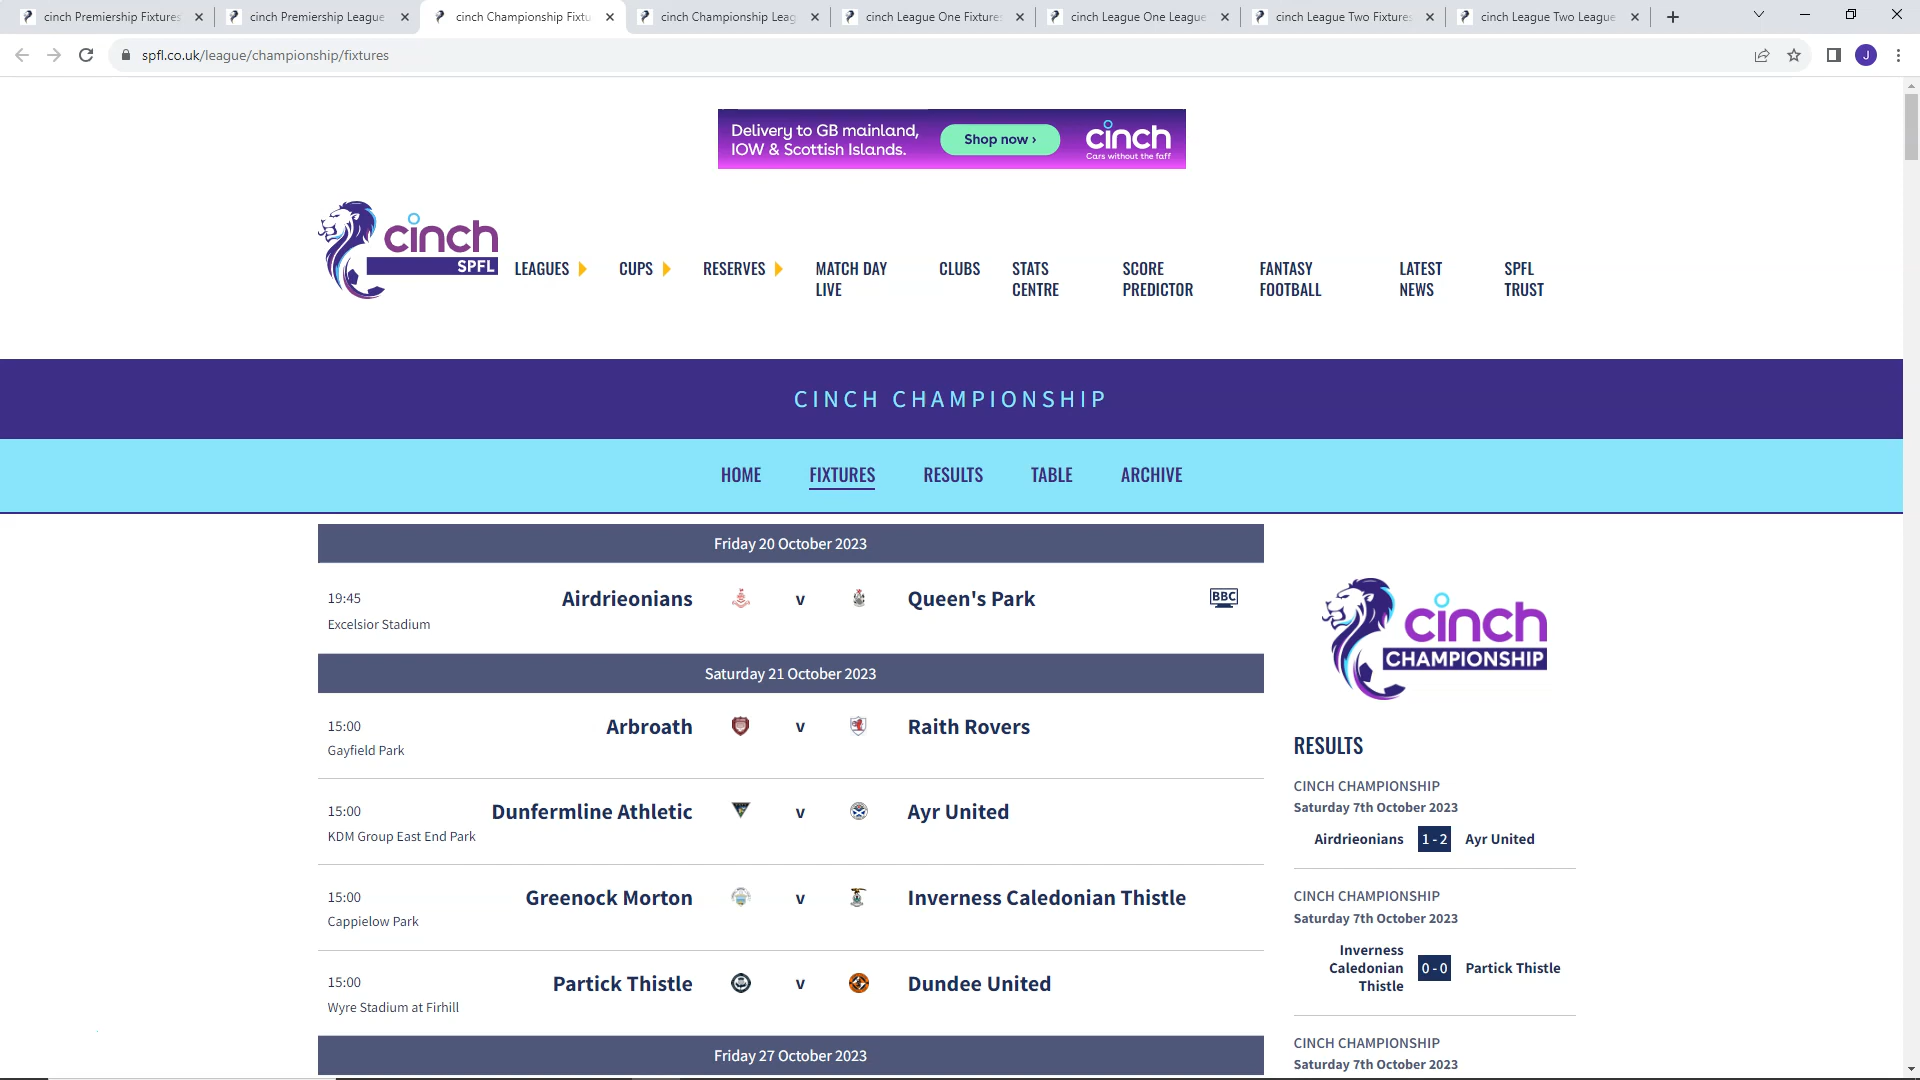 cinch Premiership Fixtures
cinch Premiership League
cinch Championship Fixtu
cinch Championship Leag
cinch League One Fixtures
cinch League One League
cinch League Two Fixtures
cinch League Two League
spfl.co.uk/league/championship/fixtures
J
Delivery to GB mainland,
IOW & Scottish Islands.
Shop now ›
cinch
Cars without the faff
cinch
SPFL
LEAGUES
CUPS
RESERVES
MATCH DAY
LIVE
CLUBS
STATS
CENTRE
SCORE
PREDICTOR
FANTASY
FOOTBALL
LATEST
NEWS
SPFL
TRUST
CINCH CHAMPIONSHIP
HOME FIXTURES RESULTS TABLE ARCHIVE
Friday 20 October 2023
19:45 Airdrieonians v Queen's Park BBC
Excelsior Stadium
Saturday 21 October 2023
15:00 Arbroath v Raith Rovers
Gayfield Park
15:00 Dunfermline Athletic v Ayr United
KDM Group East End Park
15:00 Greenock Morton v Inverness Caledonian Thistle
Cappielow Park
15:00 Partick Thistle v Dundee United
Wyre Stadium at Firhill
Friday 27 October 2023
cinch
CHAMPIONSHIP
RESULTS
CINCH CHAMPIONSHIP
Saturday 7th October 2023
Airdrieonians 1 - 2 Ayr United
CINCH CHAMPIONSHIP
Saturday 7th October 2023
Inverness
Caledonian 0 - 0 Partick Thistle
Thistle
CINCH CHAMPIONSHIP
Saturday 7th October 2023